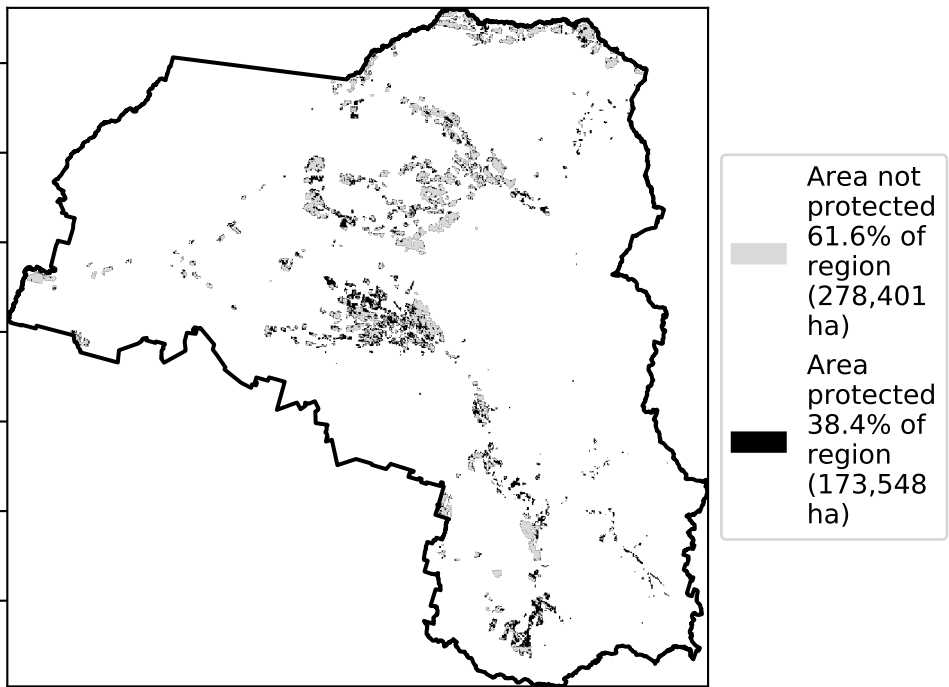 Area not
protected
61.6% of
region
(278,401
ha)
Area
protected
38.4% of
region
(173,548
ha)